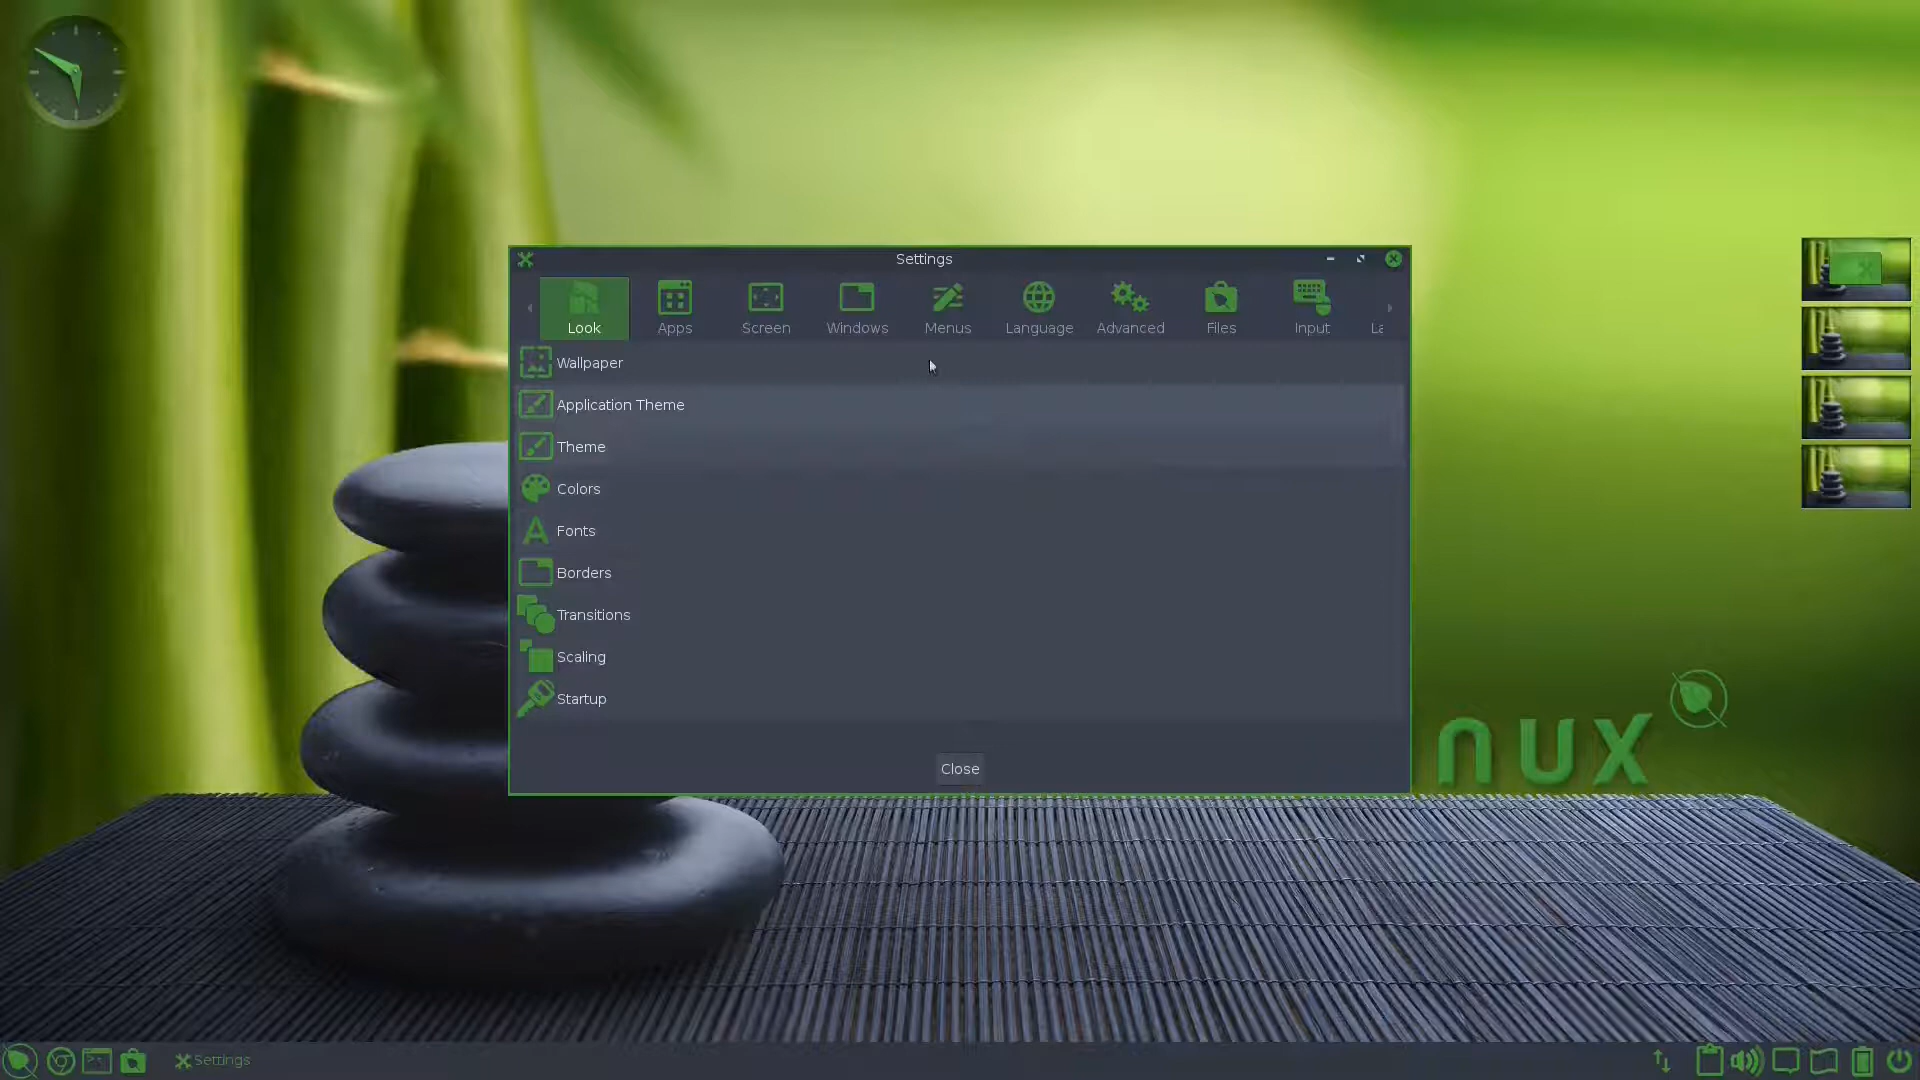 Settings
Look
Apps
Screen
Windows
Menus
Language
Advanced
Files
Input
La
Wallpaper
Application Theme
Theme
Colors
Fonts
Borders
Transitions
Scaling
Startup
Close
nux
Settings